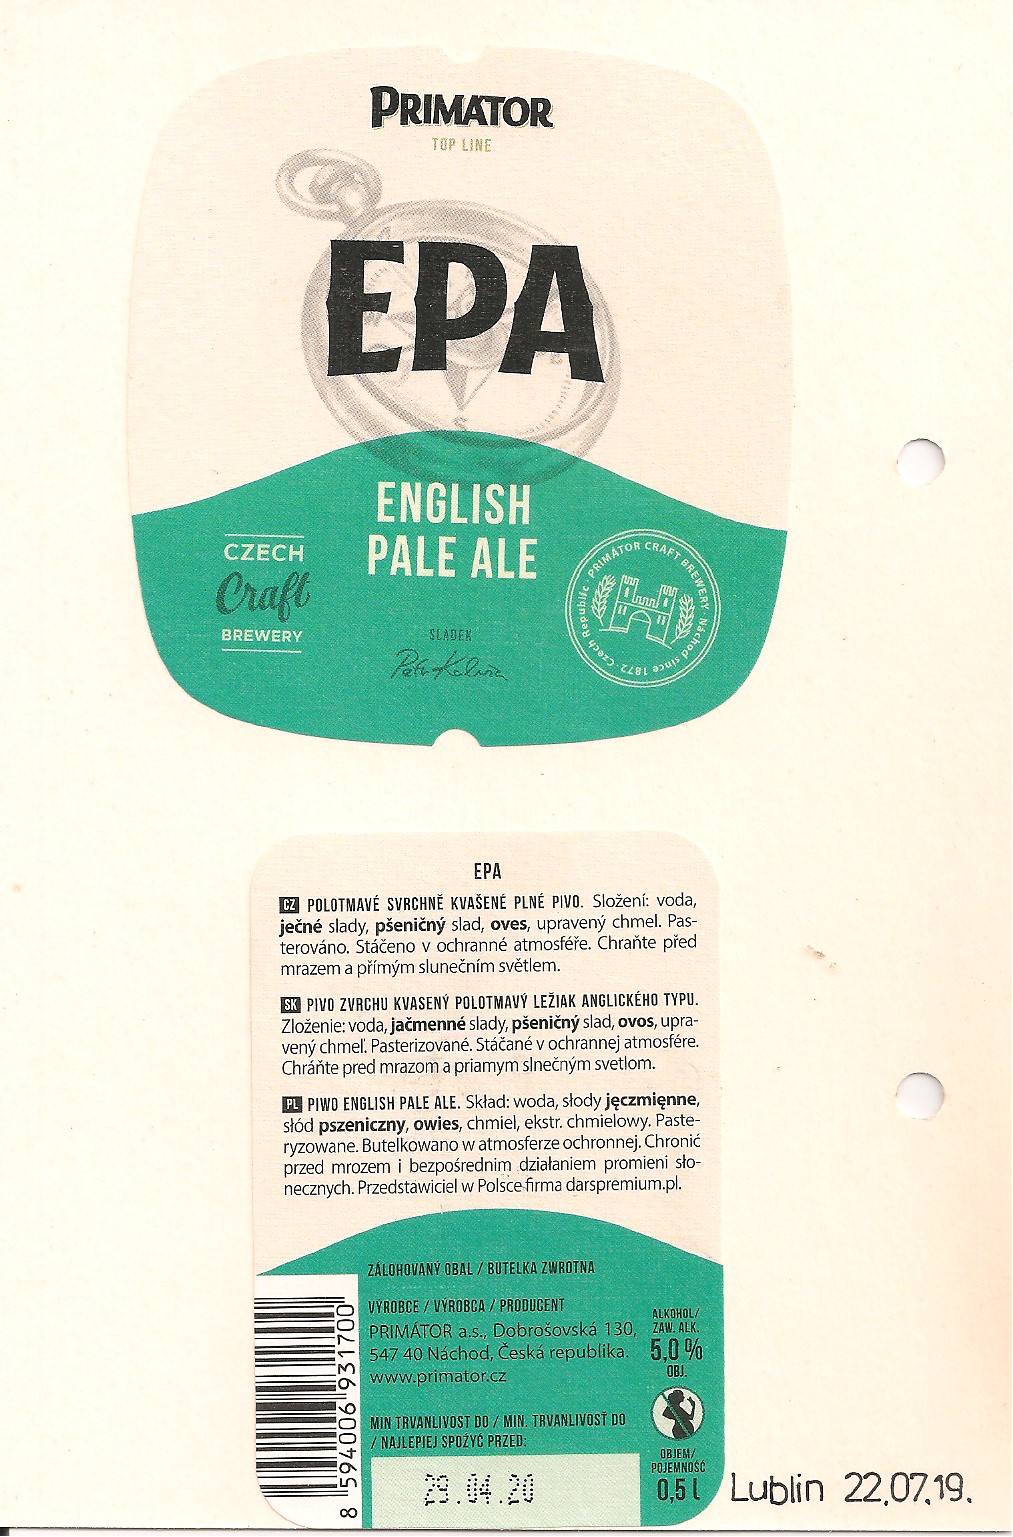 PRIMÁTOR
TOP LINE
EPA
ENGLISH
PALE ALE
CZECH
Craft
BREWERY
SLÁDEK
PRIMÁTOR CRAFT BREWERY · Náchod since 1872 · Czech Republic ·
EPA
CZ POLOTMAVÉ SVRCHNĚ KVAŠENÉ PLNÉ PIVO. Složení: voda,
ječné slady, pšeničný slad, oves, upravený chmel. Pas-
terováno. Stáčeno v ochranné atmosféře. Chraňte před
mrazem a přímým slunečním světlem.
SK PIVO ZVRCHU KVASENÝ POLOTMAVÝ LEŽIAK ANGLICKÉHO TYPU.
Zloženie: voda, jačmenné slady, pšeničný slad, ovos, upra-
vený chmeľ. Pasterizované. Stáčané v ochrannej atmosfére.
Chráňte pred mrazom a priamym slnečným svetlom.
PL PIWO ENGLISH PALE ALE. Skład: woda, słody jęczmięnne,
słód pszeniczny, owies, chmiel, ekstr. chmielowy. Paste-
ryzowane. Butelkowano w atmosferze ochronnej. Chronić
przed mrozem i bezpośrednim działaniem promieni sło-
necznych. Przedstawiciel w Polsce-firma darspremium.pl.
ZÁLOHOVANÝ OBAL / BUTELKA ZWROTNA
VÝROBCE / VÝROBCA / PRODUCENT
PRIMÁTOR a.s., Dobrošovská 130,
547 40 Náchod, Česká republika.
www.primator.cz
MIN TRVANLIVOST DO / MIN. TRVANLIVOSŤ DO
/ NAJLEPIEJ SPOŻYĆ PRZED:
29.04.20
ALKOHOL/
ZAW. ALK.
5,0 %
OBJ.
OBJEM/
POJEMNOŚĆ
0,5 l
8 594006 931700
Lublin 22.07.19.